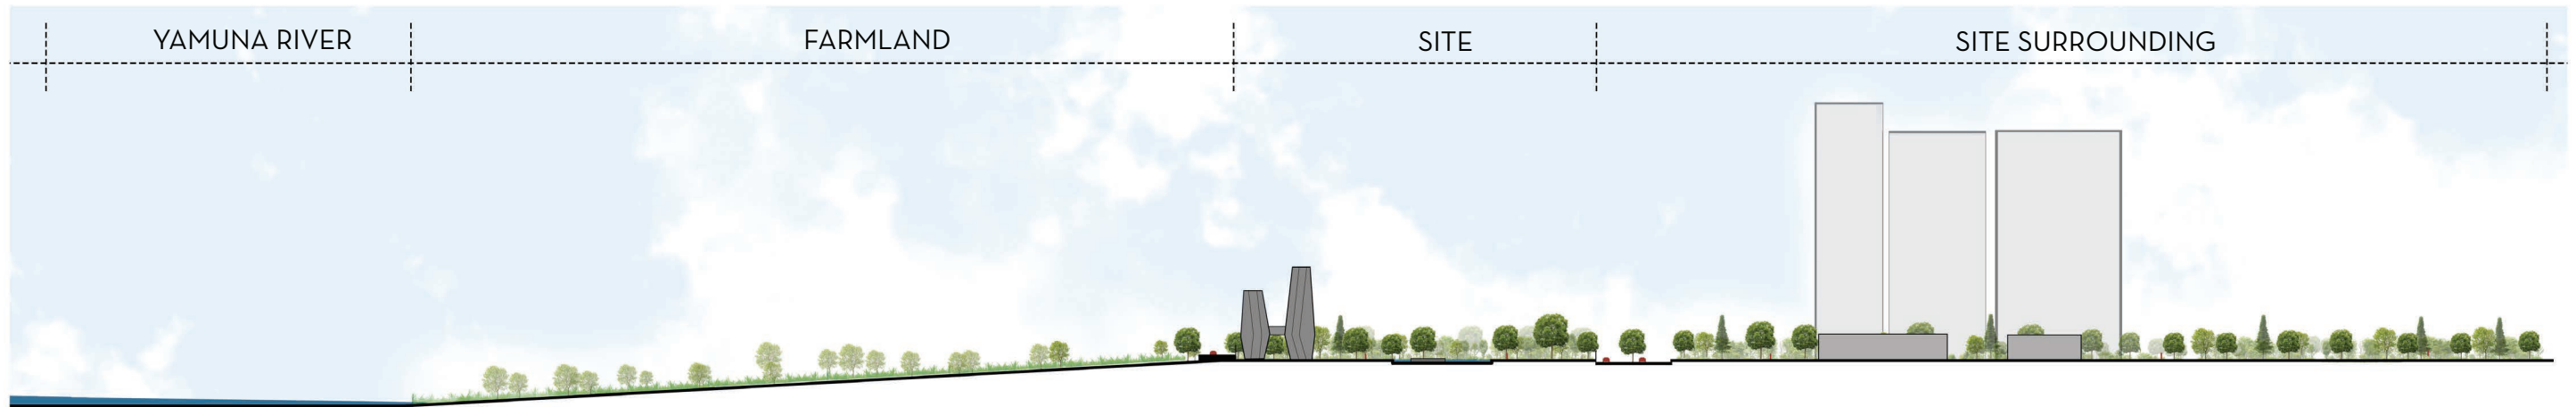 YAMUNA RIVER
FARMLAND
SITE
SITE SURROUNDING